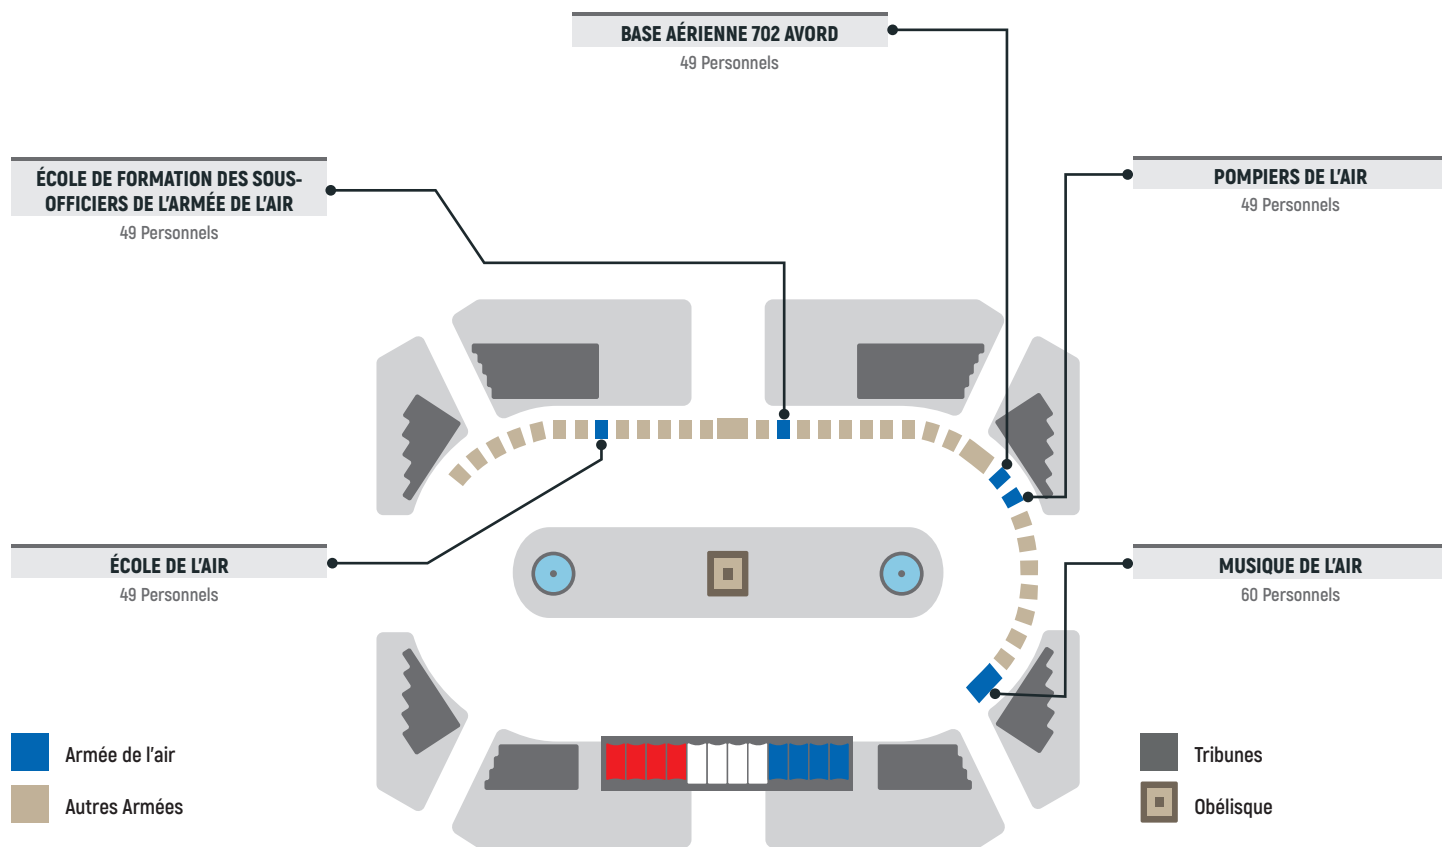 BASE AÉRIENNE 702 AVORD
49 Personnels
ÉCOLE DE FORMATION DES SOUS-
OFFICIERS DE L'ARMÉE DE L'AIR
49 Personnels
POMPIERS DE L'AIR
49 Personnels
ÉCOLE DE L'AIR
49 Personnels
MUSIQUE DE L'AIR
60 Personnels
Armée de l'air
Autres Armées
Tribunes
Obélisque